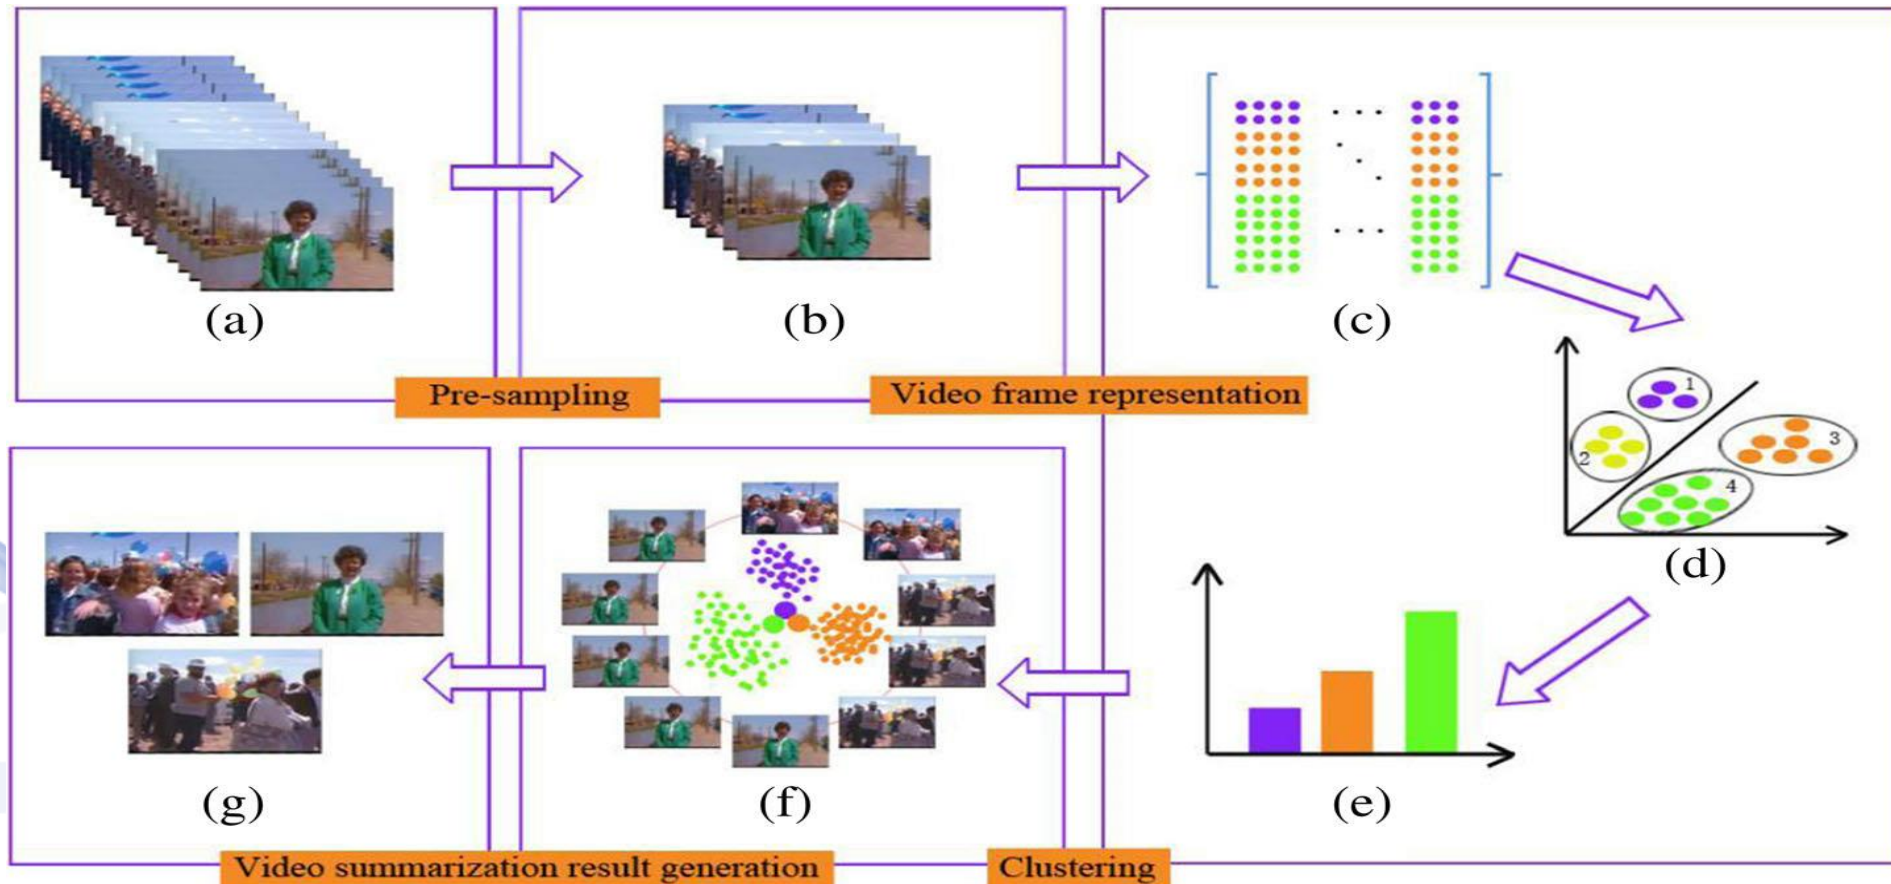 (a)
(b)
(c)
Pre-sampling
Video frame representation
1
2
3
4
(d)
(g)
(f)
(e)
Video summarization result generation
Clustering